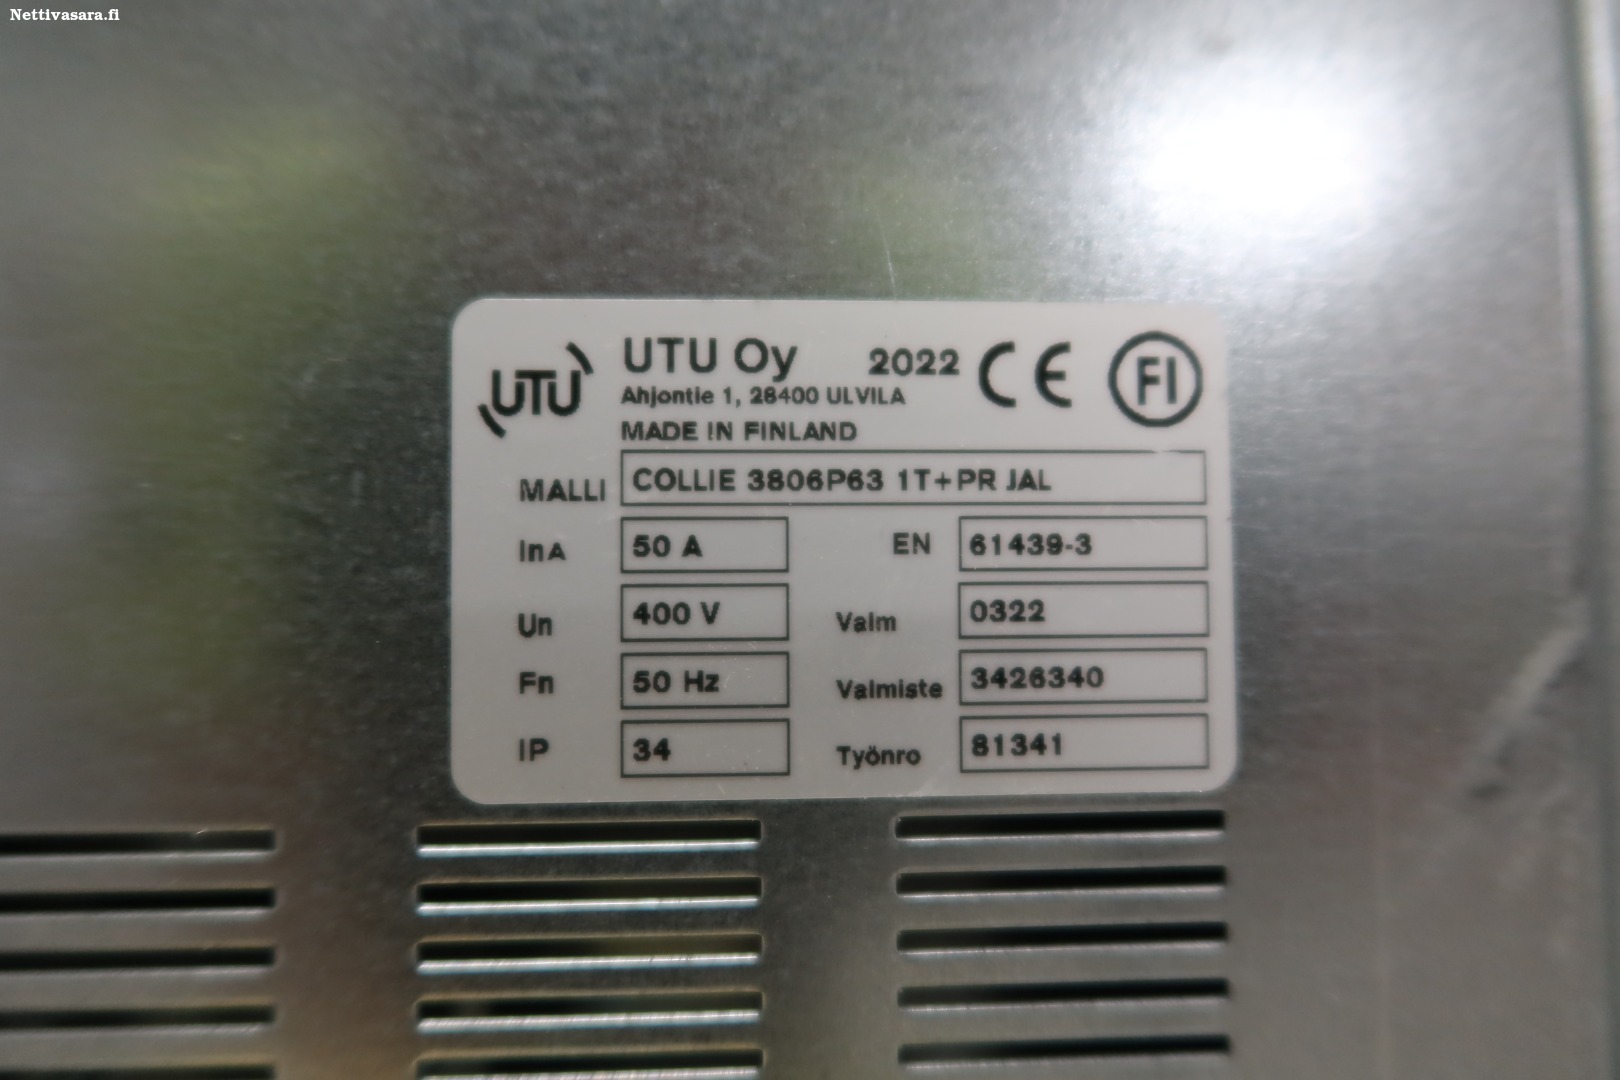 Nettivasara.fi
UTU
UTU Oy 2022 CE FI
Ahjontie 1, 28400 ULVILA
MADE IN FINLAND
MALLI COLLIE 3806P63 1T+PR JAL
InA 50 A EN 61439-3
Un 400 V Valm 0322
Fn 50 Hz Valmiste 3426340
IP 34 Työnro 81341